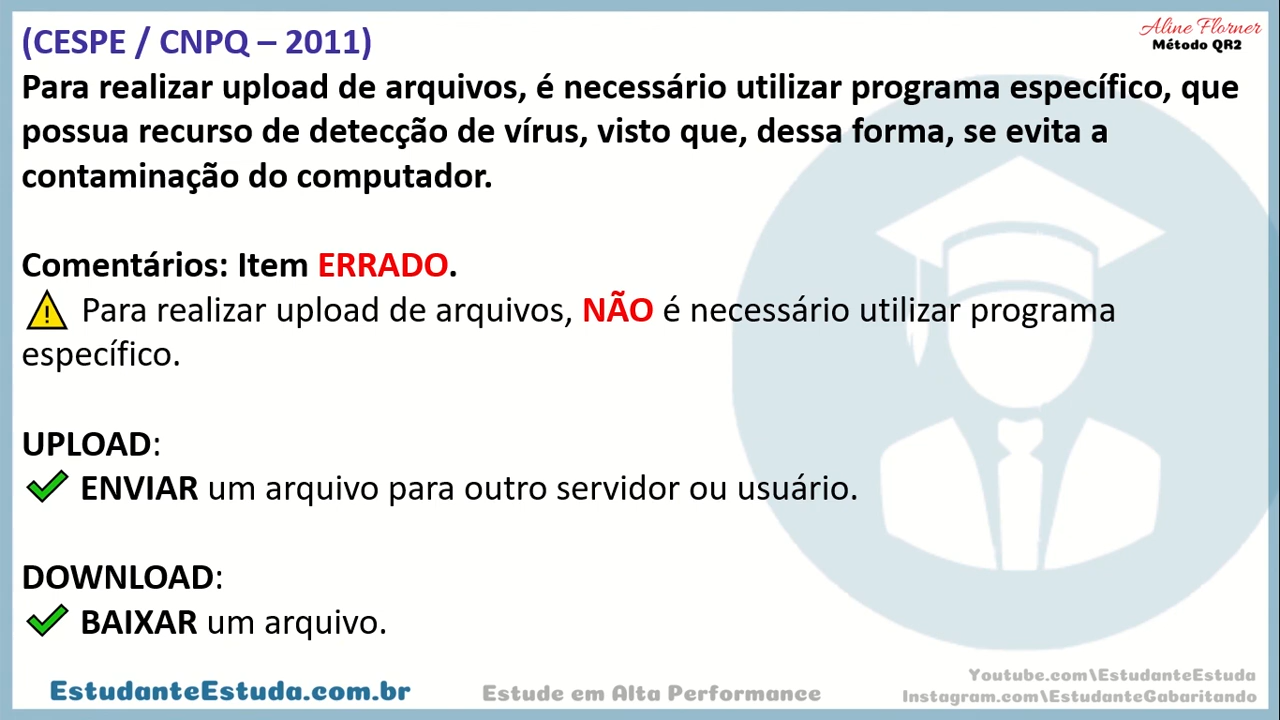 (CESPE / CNPQ – 2011)
Aline Florner
Método QR2
Para realizar upload de arquivos, é necessário utilizar programa específico, que
possua recurso de detecção de vírus, visto que, dessa forma, se evita a
contaminação do computador.
Comentários: Item ERRADO.
Para realizar upload de arquivos, NÃO é necessário utilizar programa
específico.
UPLOAD:
ENVIAR um arquivo para outro servidor ou usuário.
DOWNLOAD:
BAIXAR um arquivo.
EstudanteEstuda.com.br
Estude em Alta Performance
Youtube.com\EstudanteEstuda
Instagram.com\EstudanteGabaritando